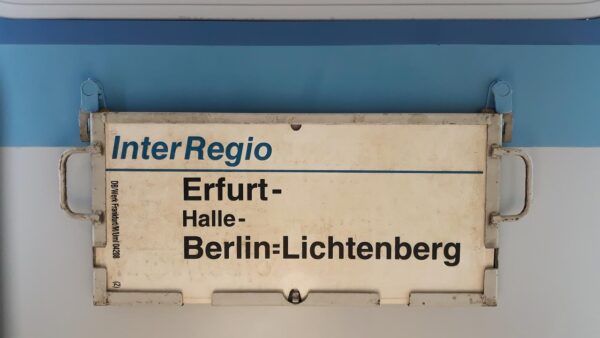 InterRegio
Erfurt-
Halle-
Berlin=Lichtenberg